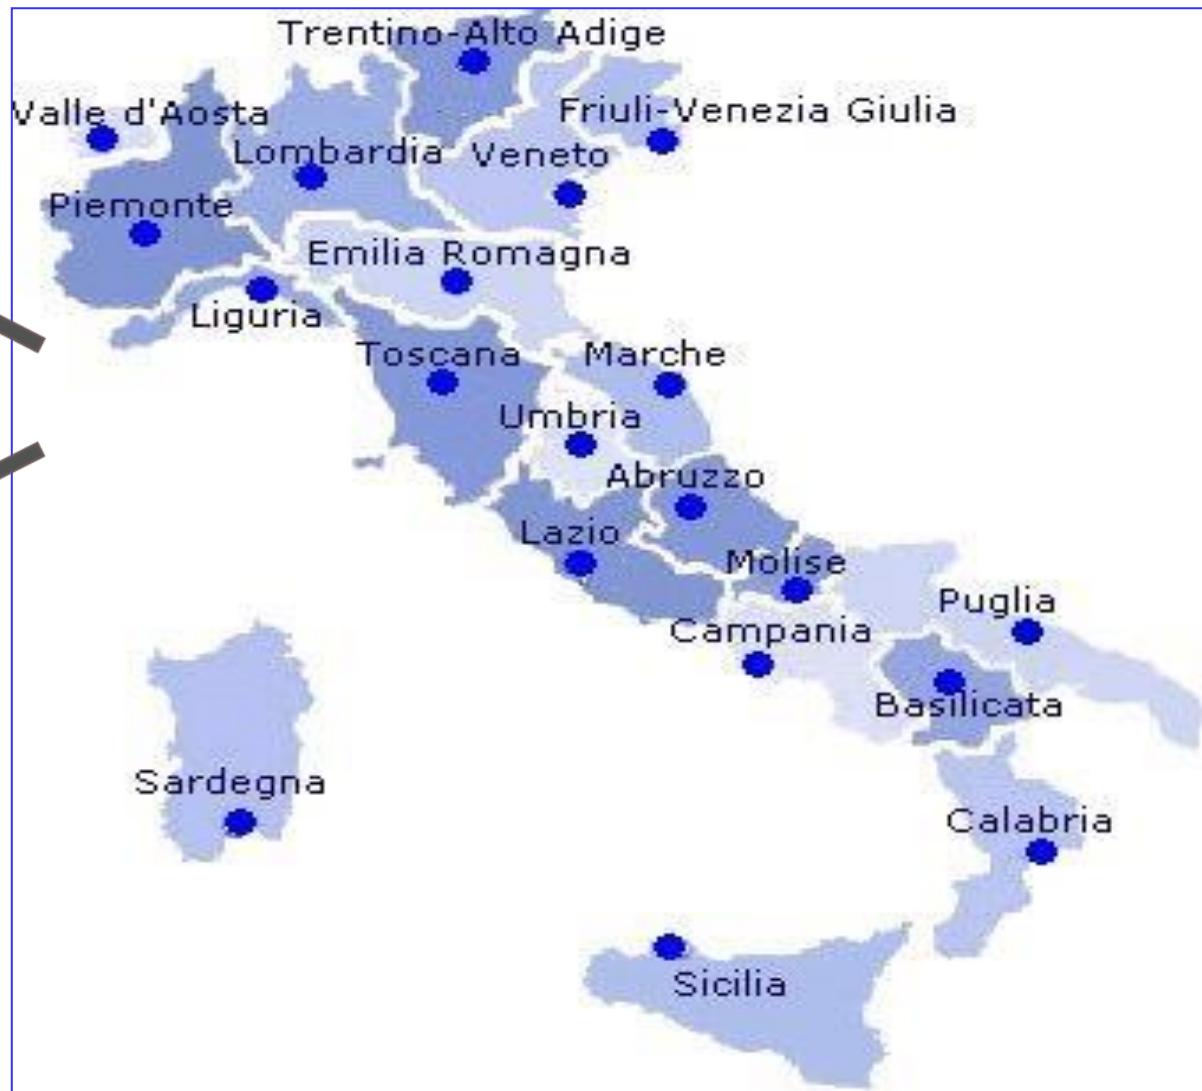 Trentino-Alto Adige
Valle d'Aosta
Friuli-Venezia Giulia
Lombardia
Veneto
Piemonte
Emilia Romagna
Liguria
Toscana
Marche
Umbria
Abruzzo
Lazio
Molise
Puglia
Campania
Basilicata
Sardegna
Calabria
Sicilia